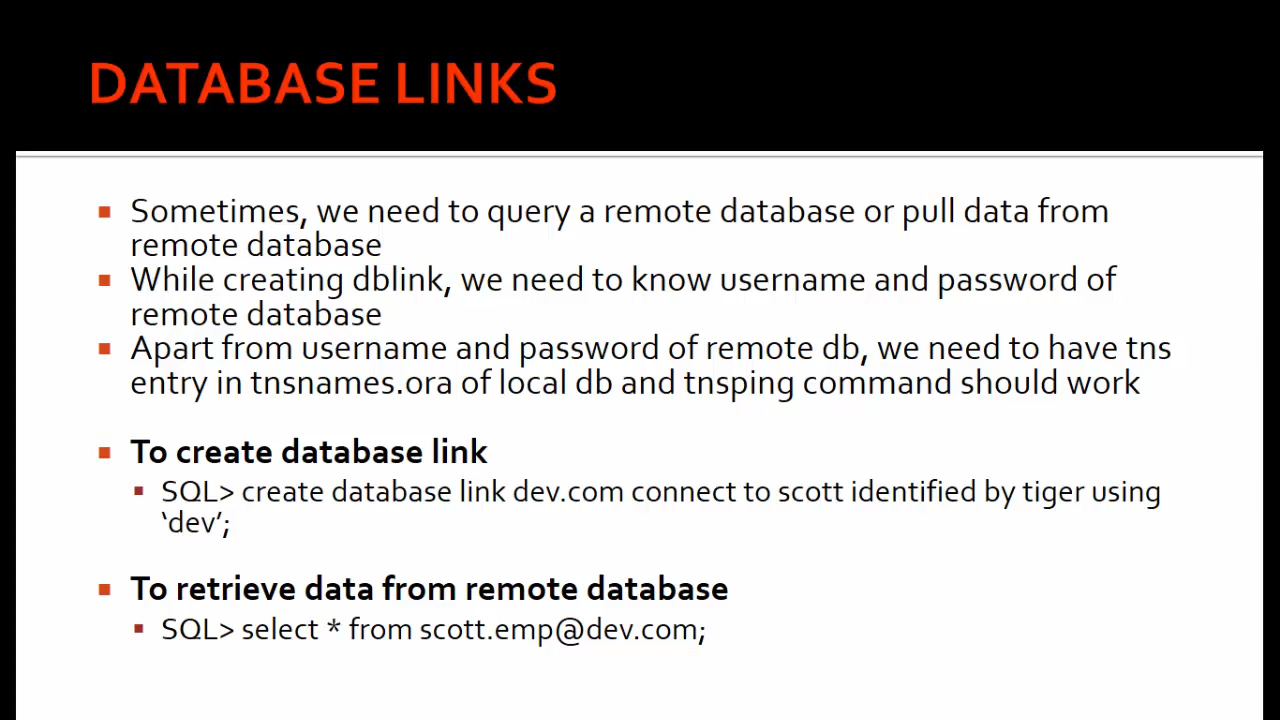 DATABASE LINKS
Sometimes, we need to query a remote database or pull data from
remote database
While creating dblink, we need to know username and password of
remote database
Apart from username and password of remote db, we need to have tns
entry in tnsnames.ora of local db and tnsping command should work
To create database link
SQL> create database link dev.com connect to scott identified by tiger using
‘dev’;
To retrieve data from remote database
SQL> select * from scott.emp@dev.com;